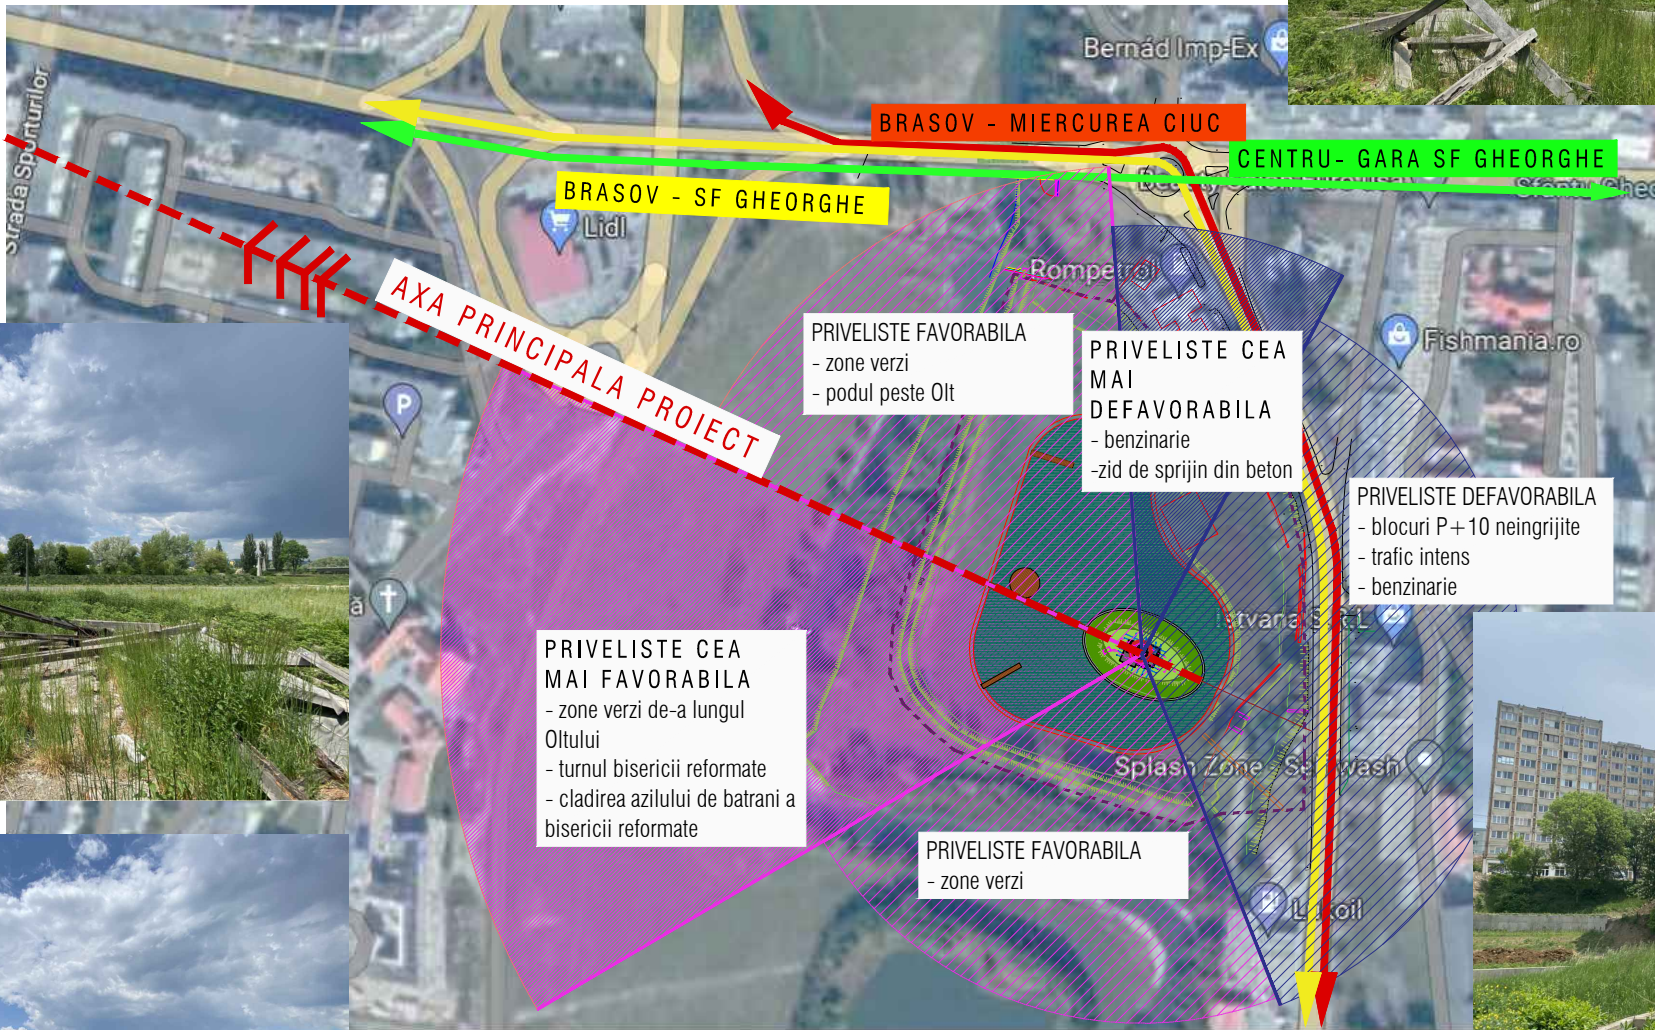 Bernád Imp-Ex
BRASOV - MIERCUREA CIUC
CENTRU- GARA SF GHEORGHE
BRASOV - SF GHEORGHE
Lidl
Rompetrol
Fishmania.ro
AXA PRINCIPALA PROIECT
P
PRIVELISTE FAVORABILA
- zone verzi
- podul peste Olt
PRIVELISTE CEA
MAI
DEFAVORABILA
- benzinarie
-zid de sprijin din beton
PRIVELISTE DEFAVORABILA
- blocuri P+10 neingrijite
- trafic intens
- benzinarie
PRIVELISTE CEA
MAI FAVORABILA
- zone verzi de-a lungul
Oltului
- turnul bisericii reformate
- cladirea azilului de batrani a
bisericii reformate
Splash Zone
PRIVELISTE FAVORABILA
- zone verzi
Lukoil